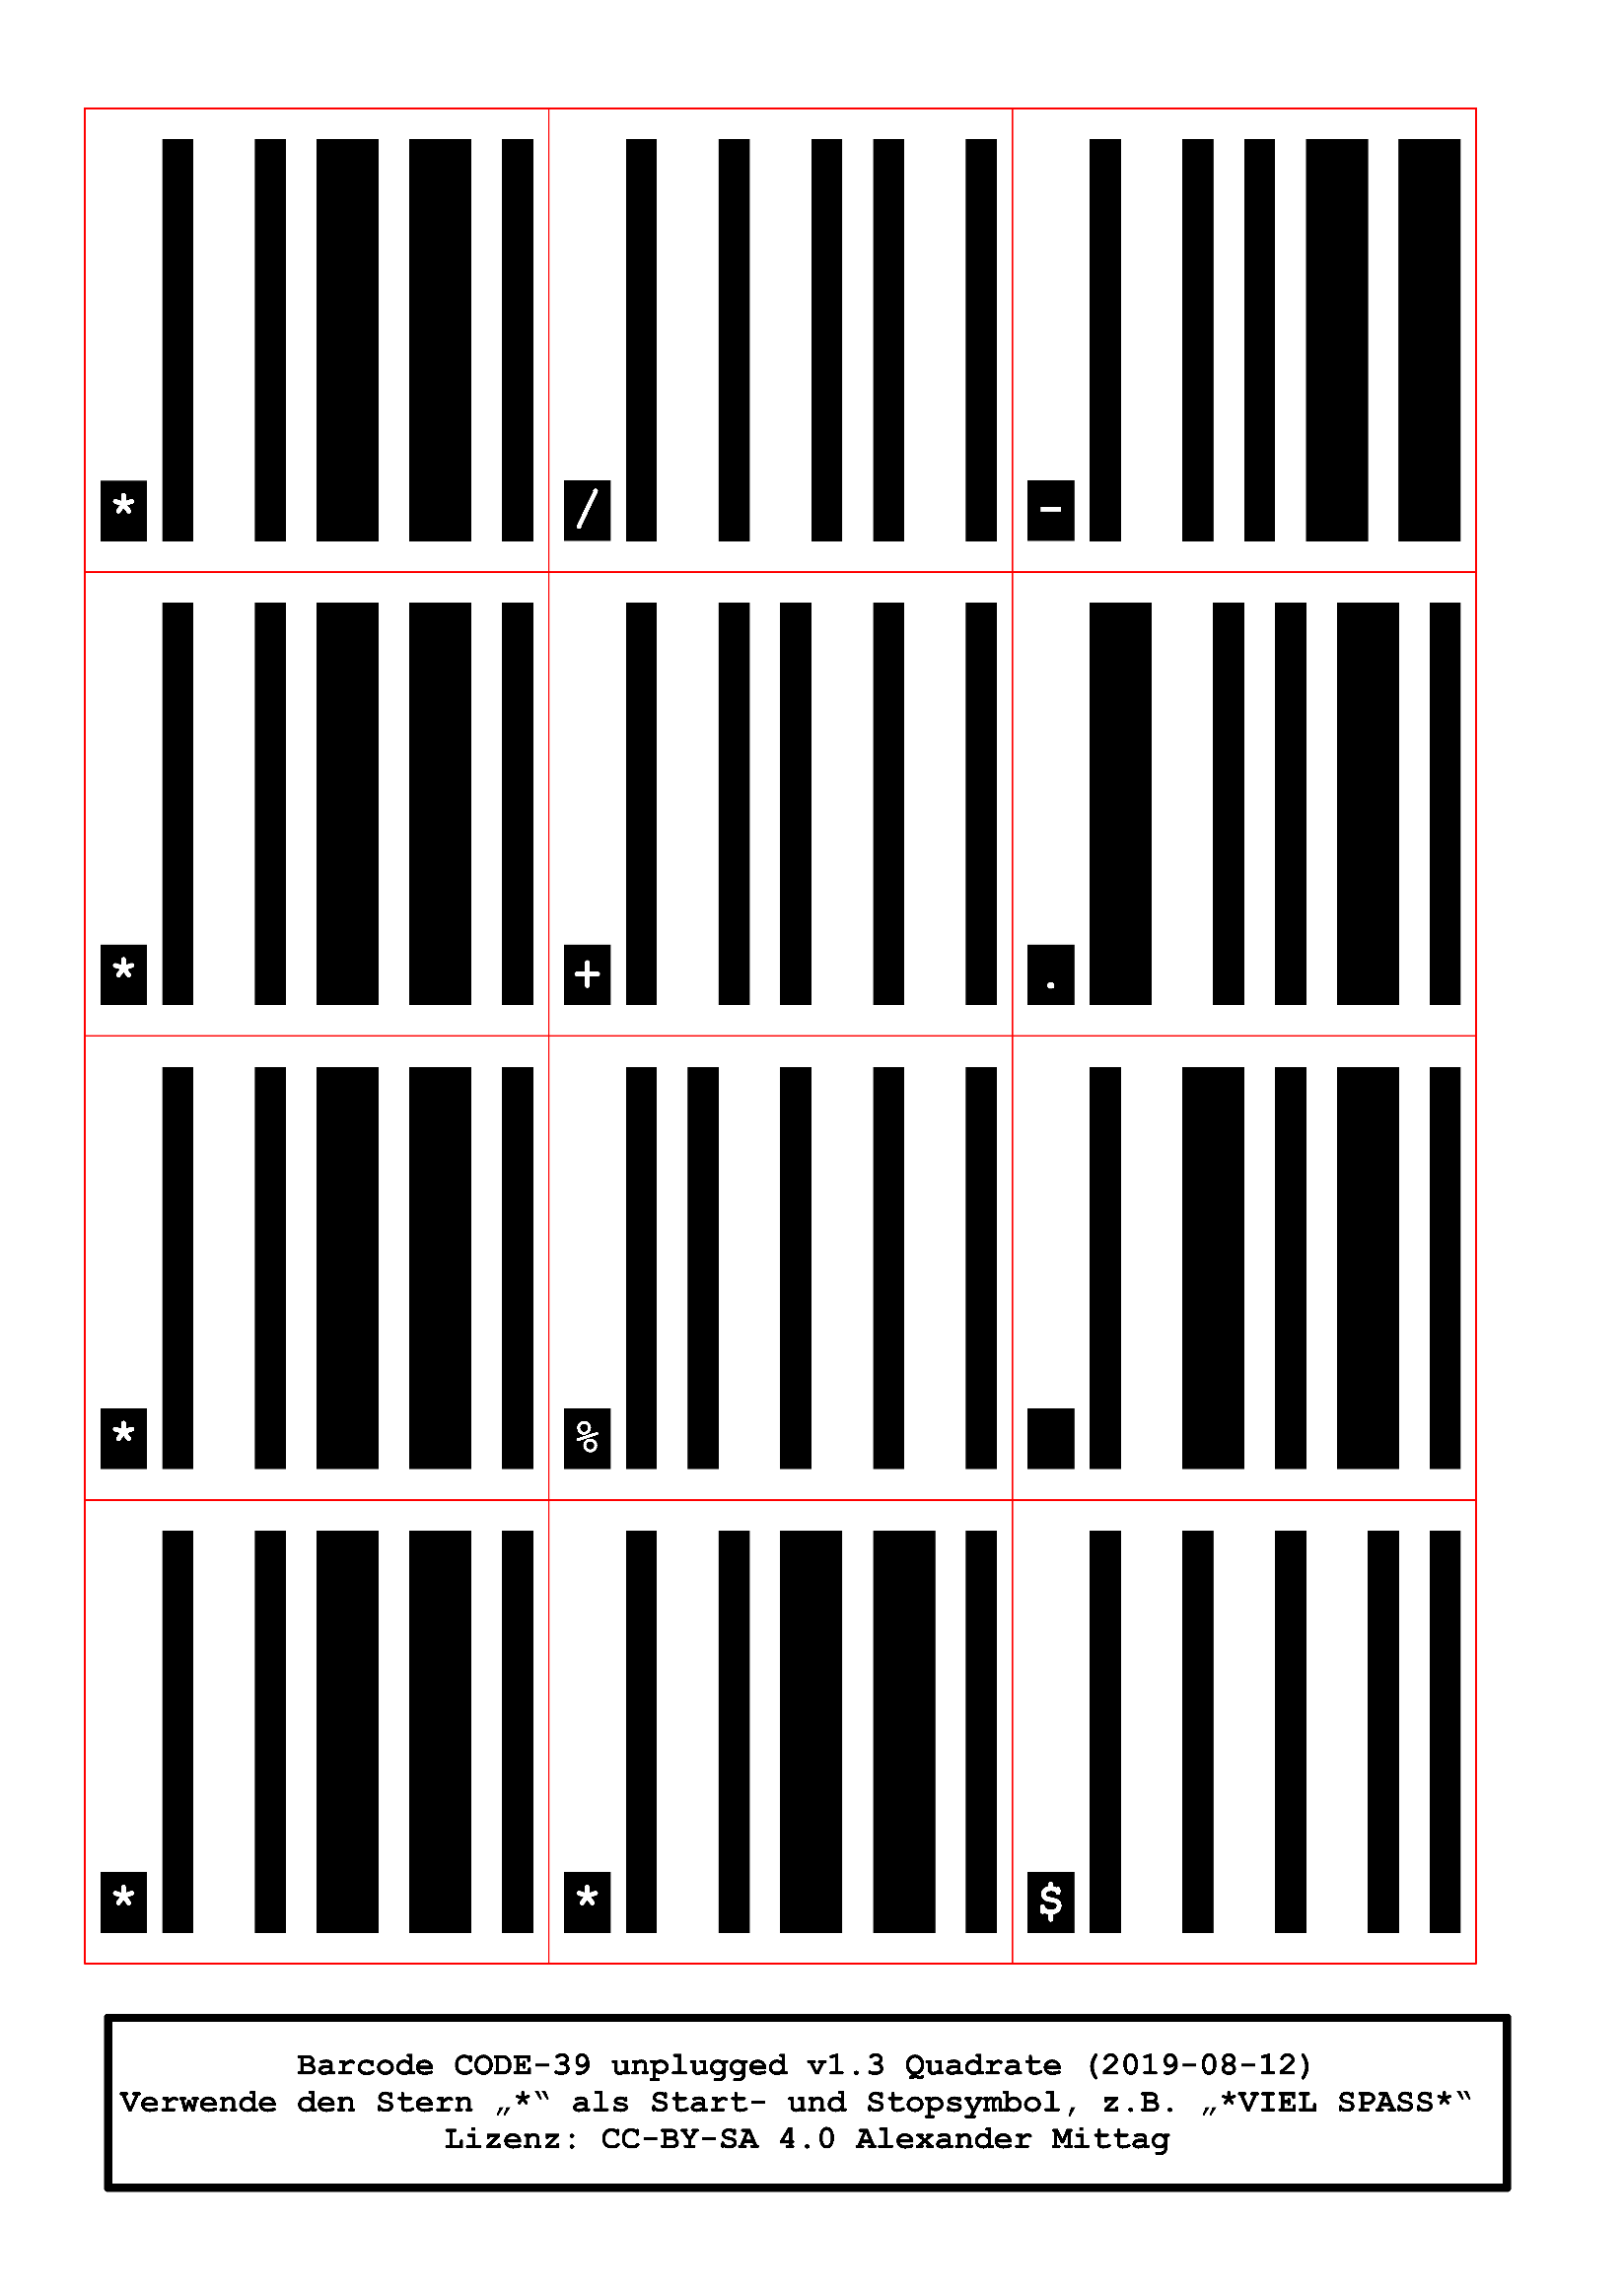 * / -
* + .
* %
* * $
Barcode CODE-39 unplugged v1.3 Quadrate (2019-08-12)
Verwende den Stern „*‟ als Start- und Stopsymbol, z.B. „*VIEL SPASS*‟
Lizenz: CC-BY-SA 4.0 Alexander Mittag